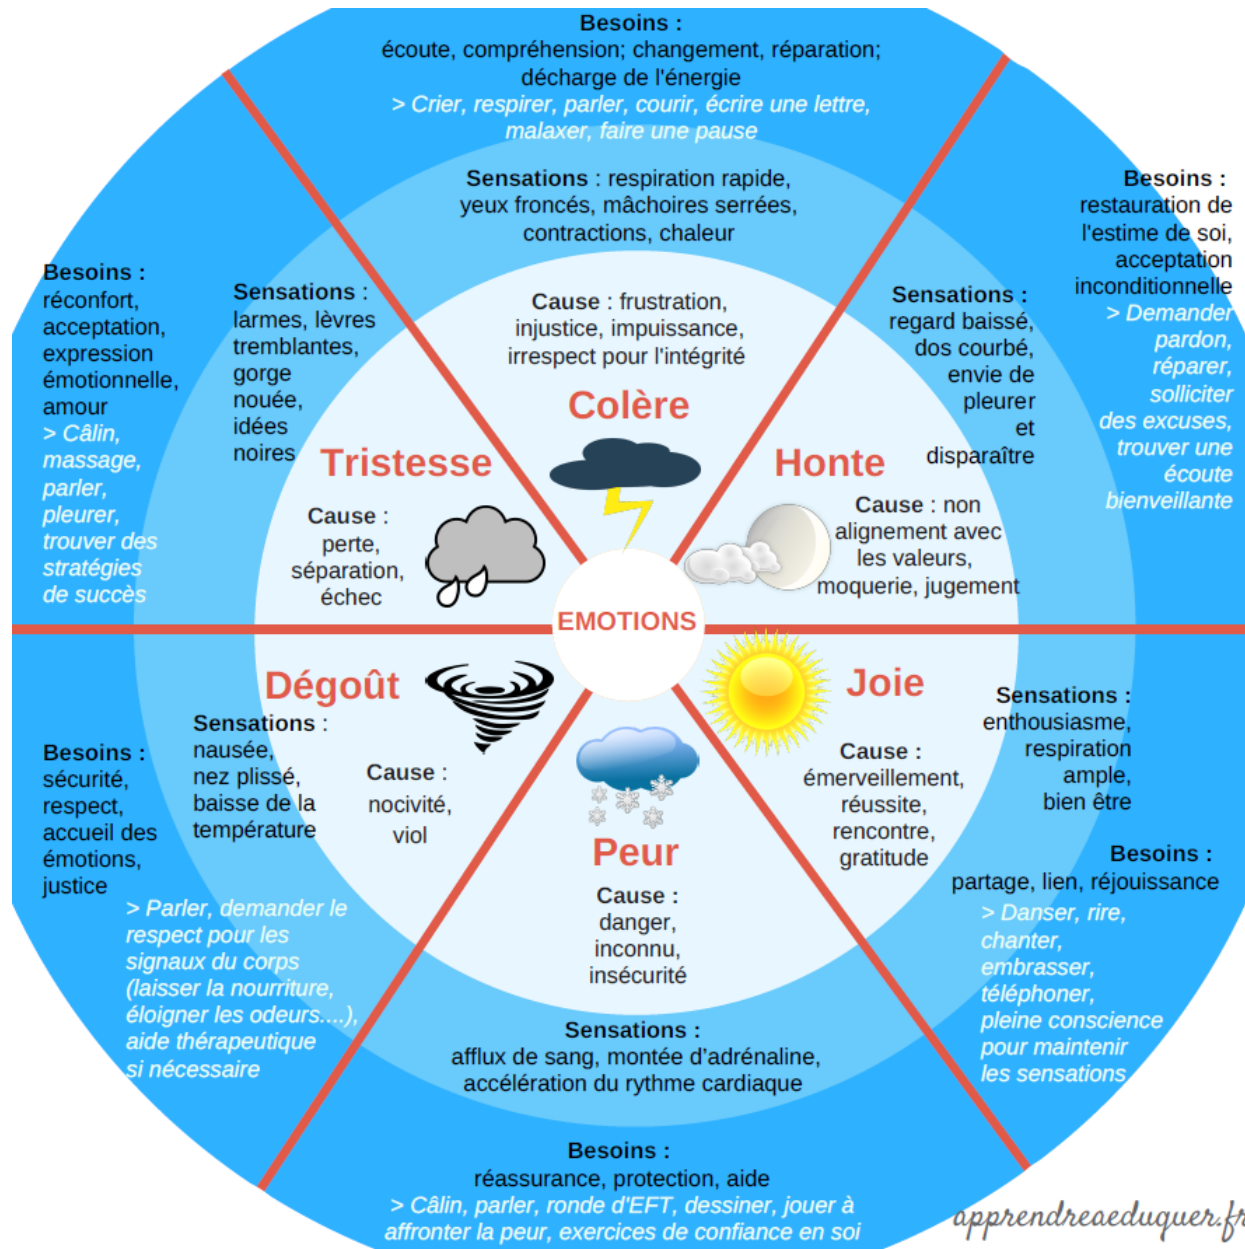 Besoins :
écoute, compréhension; changement, réparation;
décharge de l'énergie
> Crier, respirer, parler, courir, écrire une lettre,
malaxer, faire une pause
Sensations : respiration rapide,
yeux froncés, mâchoires serrées,
contractions, chaleur
Cause : frustration,
injustice, impuissance,
irrespect pour l'intégrité
Colère
Besoins :
restauration de
l'estime de soi,
acceptation
inconditionnelle
> Demander
pardon,
réparer,
solliciter
des excuses,
trouver une
écoute
bienveillante
Sensations :
regard baissé,
dos courbé,
envie de
pleurer
et
disparaître
Honte
Cause : non
alignement avec
les valeurs,
moquerie, jugement
Besoins :
réconfort,
acceptation,
expression
émotionnelle,
amour
> Câlin,
massage,
parler,
pleurer,
trouver des
stratégies
de succès
Sensations :
larmes, lèvres
tremblantes,
gorge
nouée,
idées
noires
Tristesse
Cause :
perte,
séparation,
échec
EMOTIONS
Dégoût
Sensations :
nausée,
nez plissé,
baisse de la
température
Cause :
nocivité,
viol
Besoins :
sécurité,
respect,
accueil des
émotions,
justice
> Parler, demander le
respect pour les
signaux du corps
(laisser la nourriture,
éloigner les odeurs....),
aide thérapeutique
si nécessaire
Peur
Cause :
danger,
inconnu,
insécurité
Sensations :
afflux de sang, montée d’adrénaline,
accélération du rythme cardiaque
Besoins :
réassurance, protection, aide
> Câlin, parler, ronde d'EFT, dessiner, jouer à
affronter la peur, exercices de confiance en soi
Joie
Cause :
émerveillement,
réussite,
rencontre,
gratitude
Sensations :
enthousiasme,
respiration
ample,
bien être
Besoins :
partage, lien, réjouissance
> Danser, rire,
chanter,
embrasser,
téléphoner,
pleine conscience
pour maintenir
les sensations
apprendreaeduquer.fr